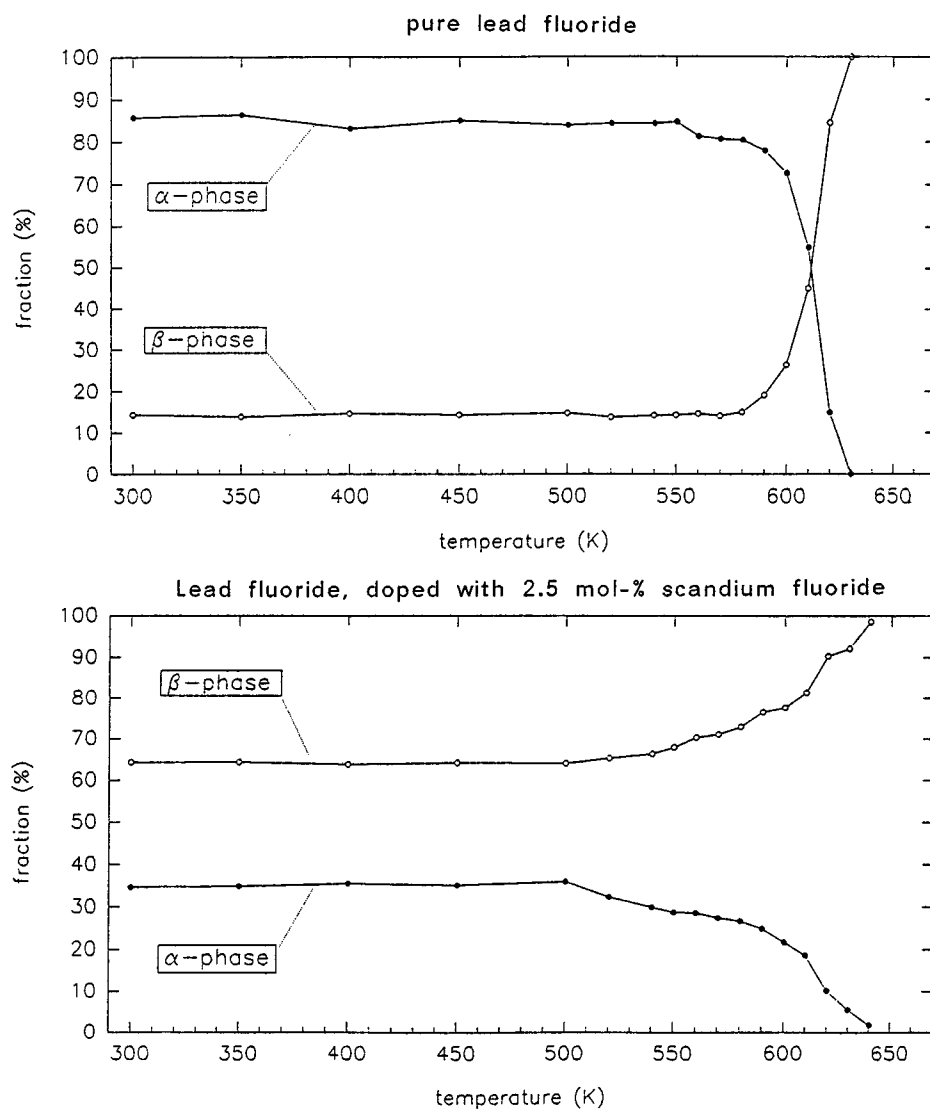 pure lead fluoride
100
90
80
70
60
50
40
30
20
10
0
fraction (%)
α-phase
β-phase
300 350 400 450 500 550 600 650
temperature (K)
Lead fluoride, doped with 2.5 mol-% scandium fluoride
100
90
80
70
60
50
40
30
20
10
0
fraction (%)
β-phase
α-phase
300 350 400 450 500 550 600 650
temperature (K)